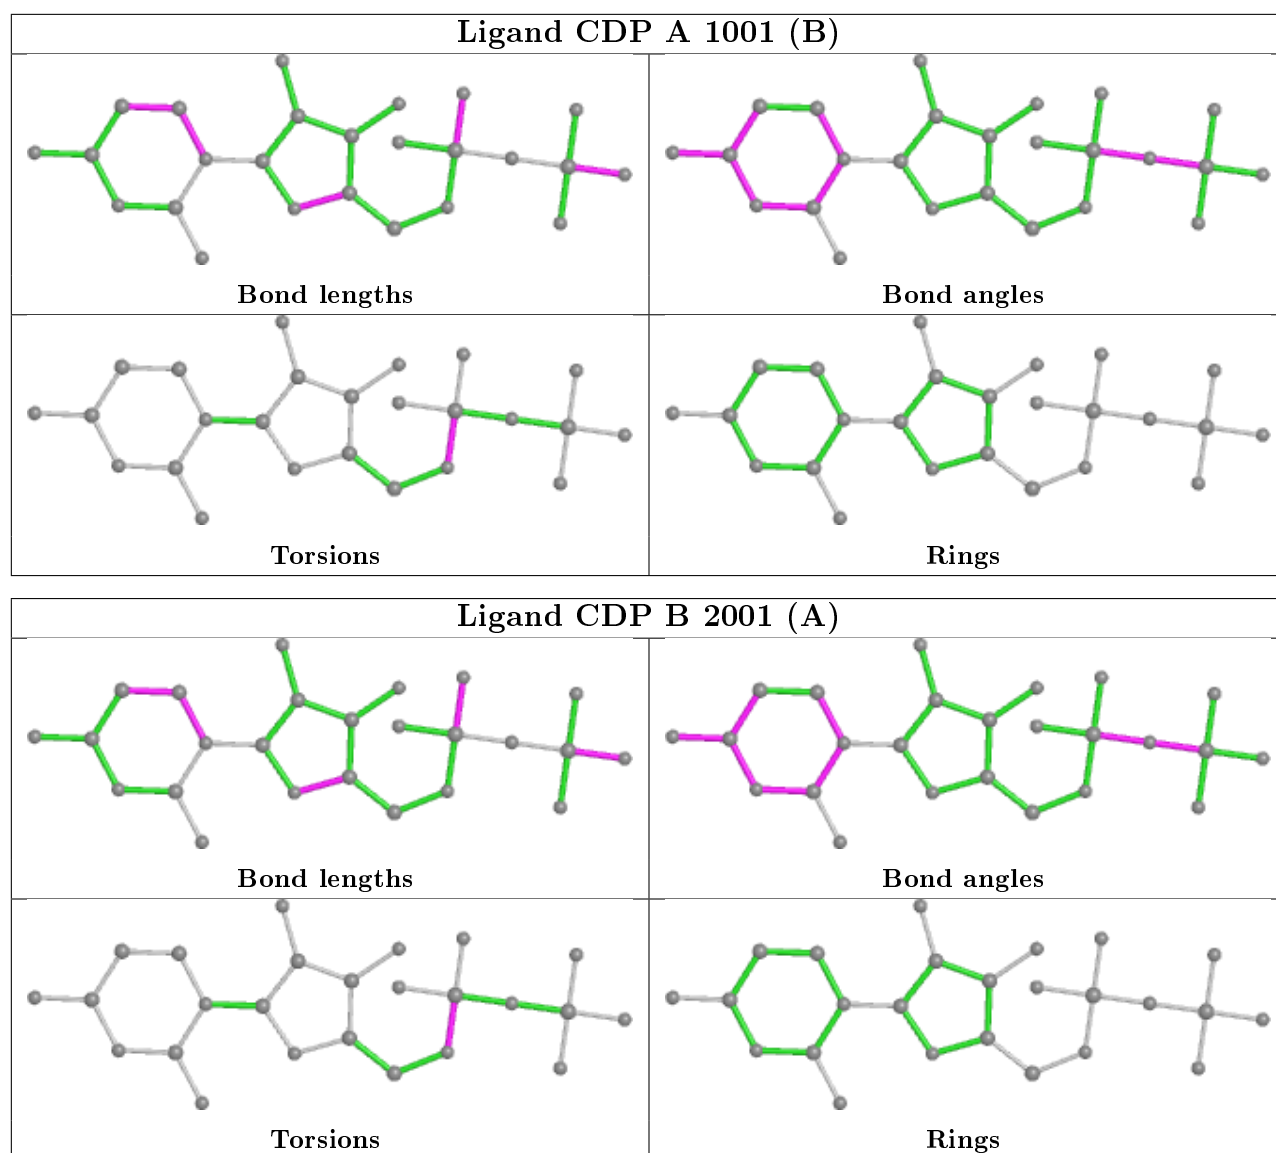 Ligand CDP A 1001 (B)
Bond lengths
Bond angles
Torsions
Rings
Ligand CDP B 2001 (A)
Bond lengths
Bond angles
Torsions
Rings